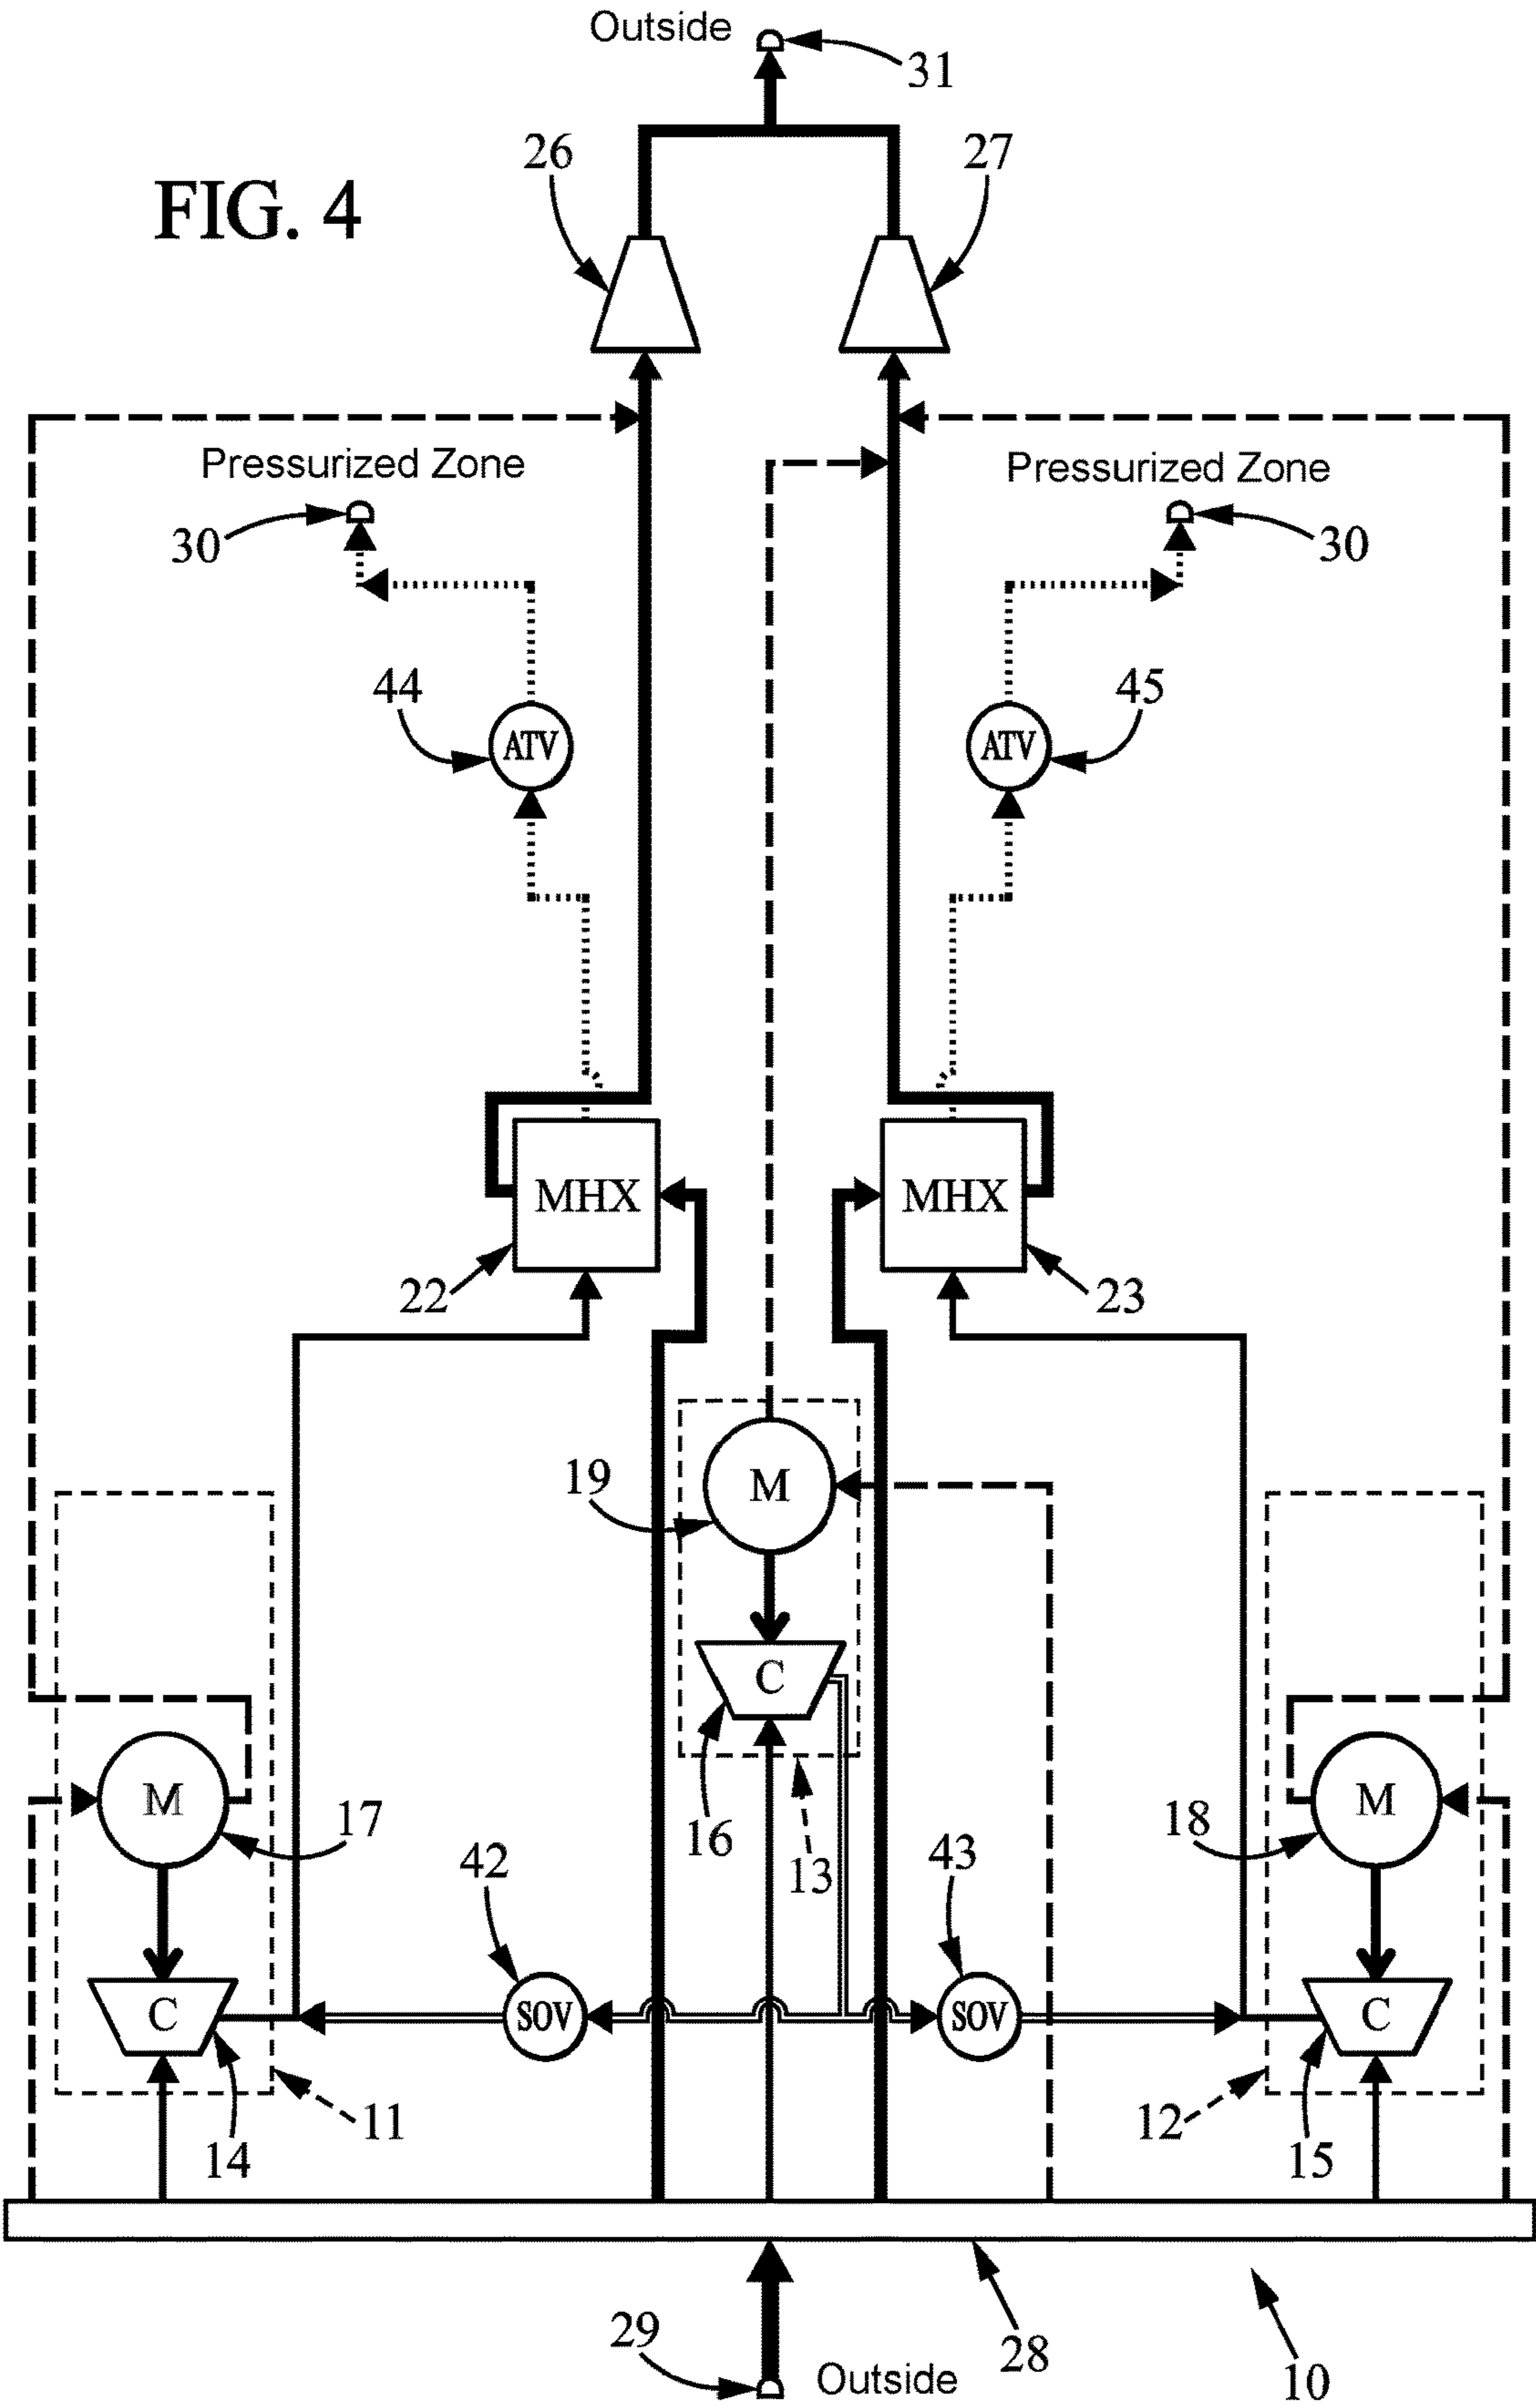 Outside
31
26
27
FIG. 4
Pressurized Zone
Pressurized Zone
30
30
44
45
ATV
ATV
MHX
MHX
22
23
19
M
C
M
M
17
18
16
13
42
43
C
SOV
SOV
C
11
12
14
15
29
28
Outside
10